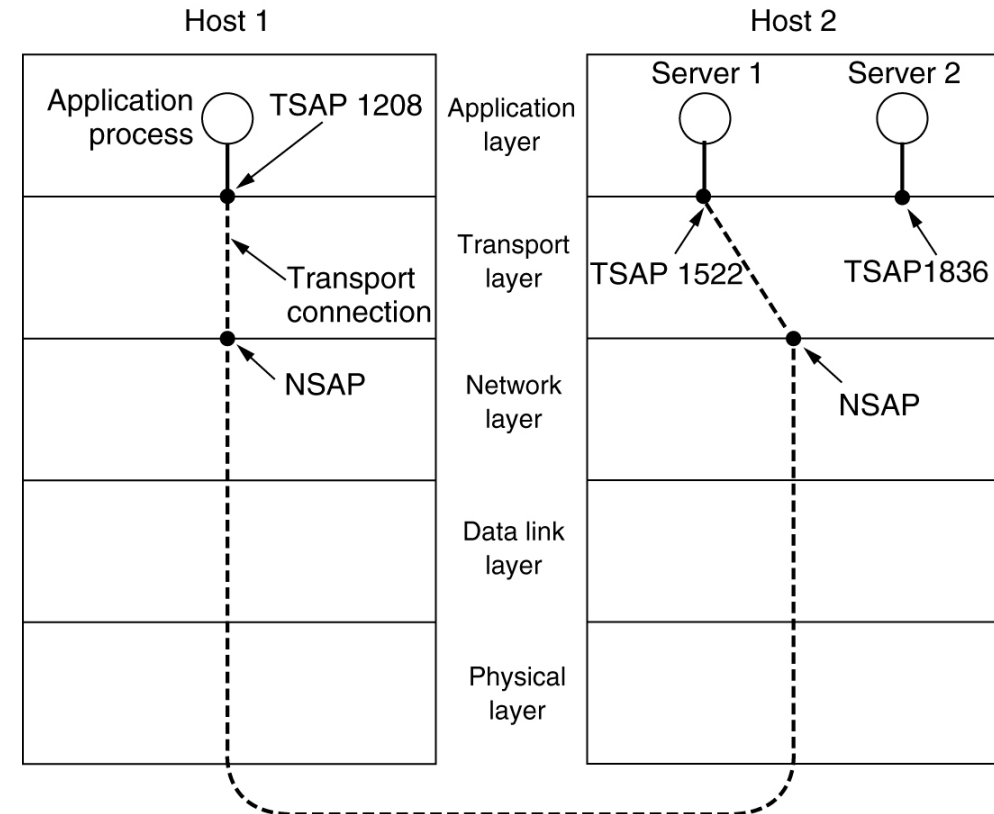 Host 1
Host 2
Application
process
TSAP 1208
Application
layer
Server 1
Server 2
Transport
connection
Transport
layer
TSAP 1522
TSAP1836
NSAP
Network
layer
NSAP
Data link
layer
Physical
layer